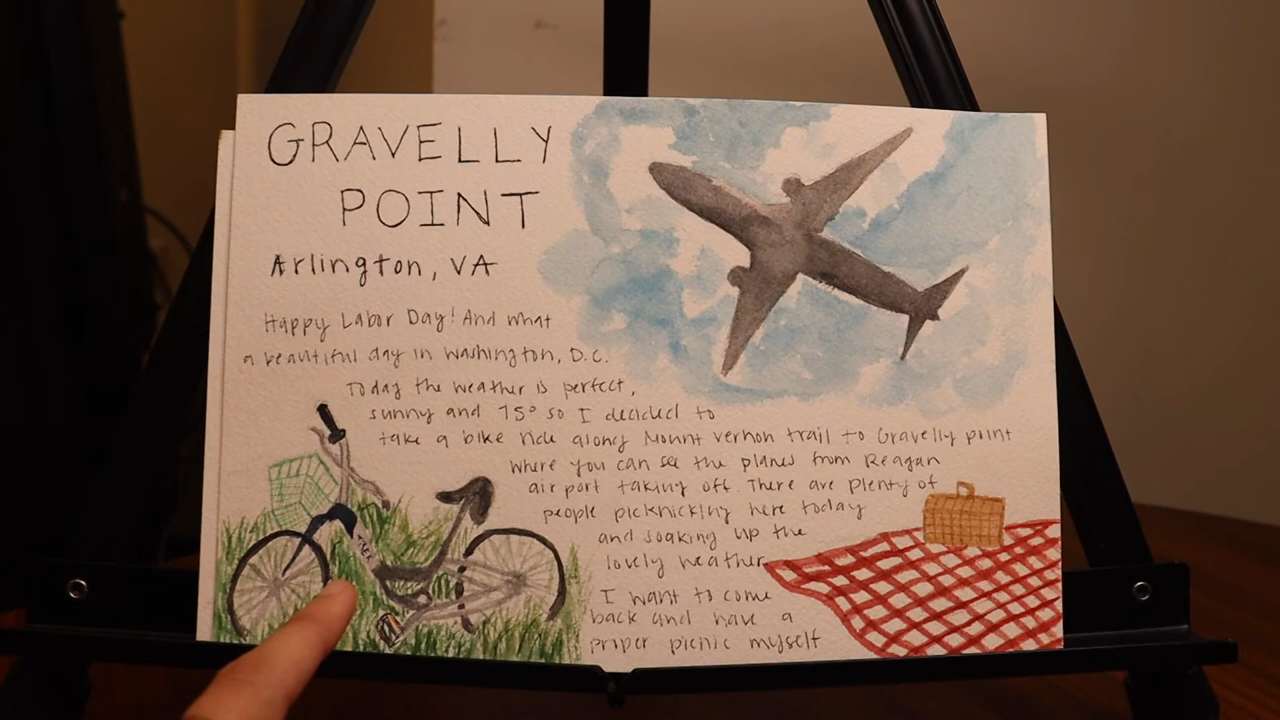 GRAVELLY
POINT
Arlington, VA
Happy Labor Day! And what
a beautiful day in Washington, D.C.
Today the weather is perfect,
sunny and 75° so I decided to
take a bike ride along Mount Vernon trail to Gravelly point
where you can see the planes from Reagan
airport taking off. There are plenty of
people picknicking here today
and soaking up the
lovely weather.
I want to come
back and have a
proper picnic myself
TREK